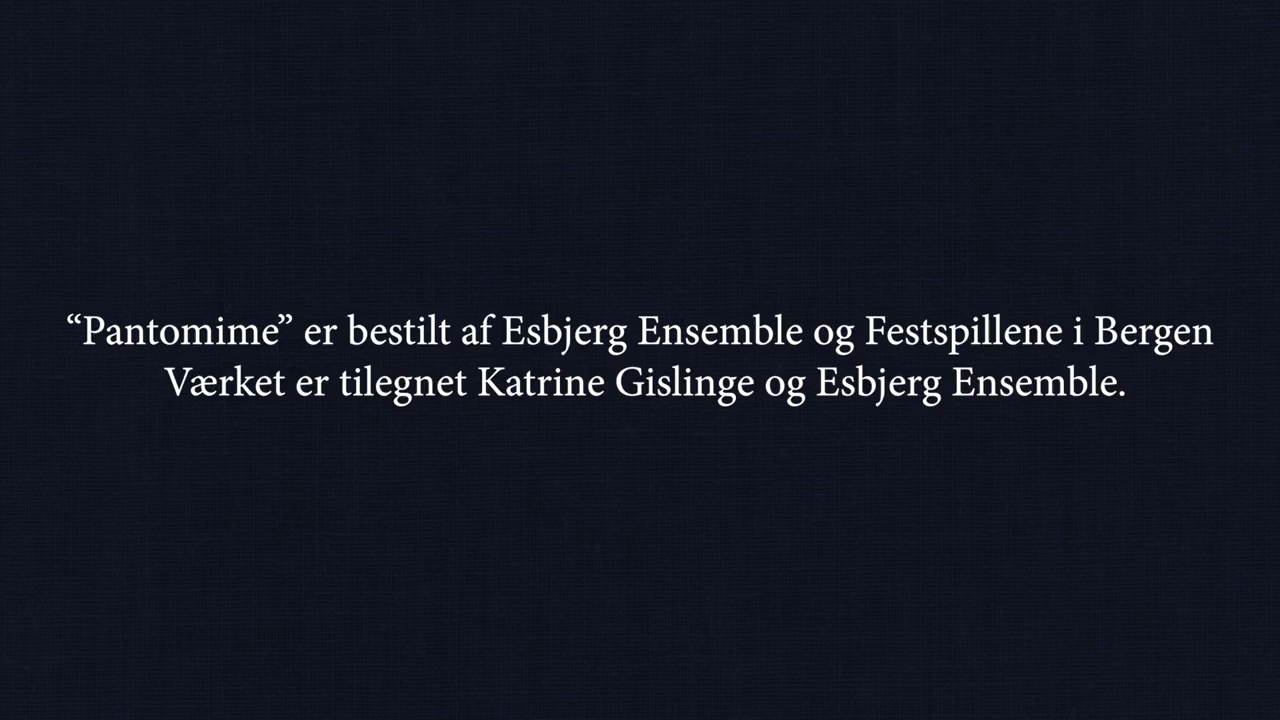 “Pantomime” er bestilt af Esbjerg Ensemble og Festspillene i Bergen
Værket er tilegnet Katrine Gislinge og Esbjerg Ensemble.